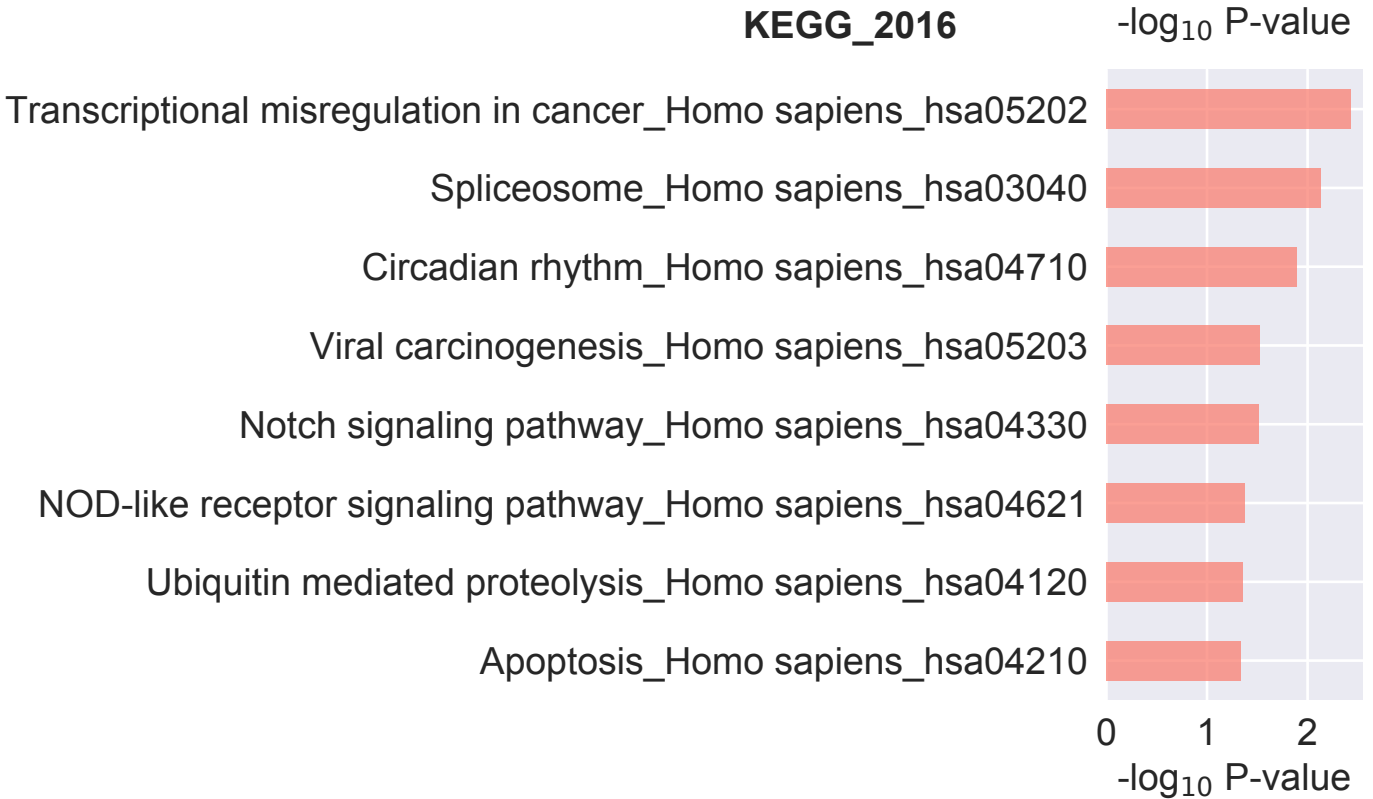 KEGG_2016
-log₁₀ P-value
Transcriptional misregulation in cancer_Homo sapiens_hsa05202
Spliceosome_Homo sapiens_hsa03040
Circadian rhythm_Homo sapiens_hsa04710
Viral carcinogenesis_Homo sapiens_hsa05203
Notch signaling pathway_Homo sapiens_hsa04330
NOD-like receptor signaling pathway_Homo sapiens_hsa04621
Ubiquitin mediated proteolysis_Homo sapiens_hsa04120
Apoptosis_Homo sapiens_hsa04210
0 1 2
-log₁₀ P-value